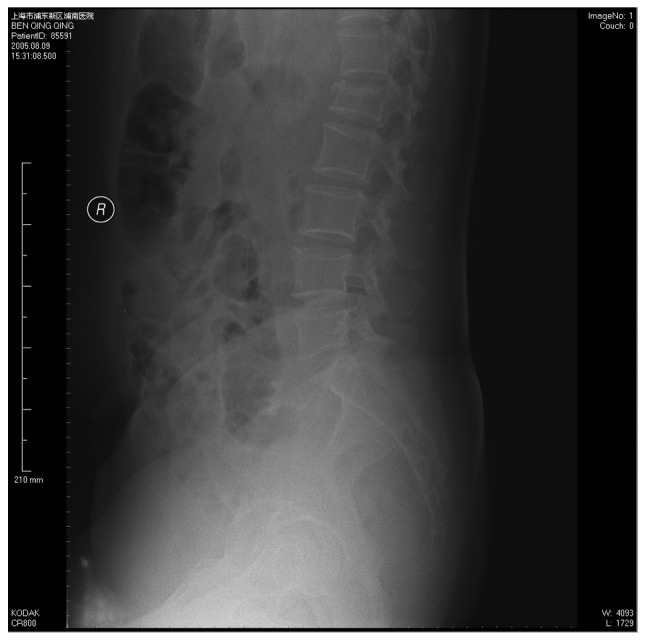 上海市浦东新区浦南医院
BEN QING QING
PatientID: 85591
2005.08.09
15:31:08.500
ImageNo: 1
Couch: 0
R
210 mm
KODAK
CR800
W: 4093
L: 1729